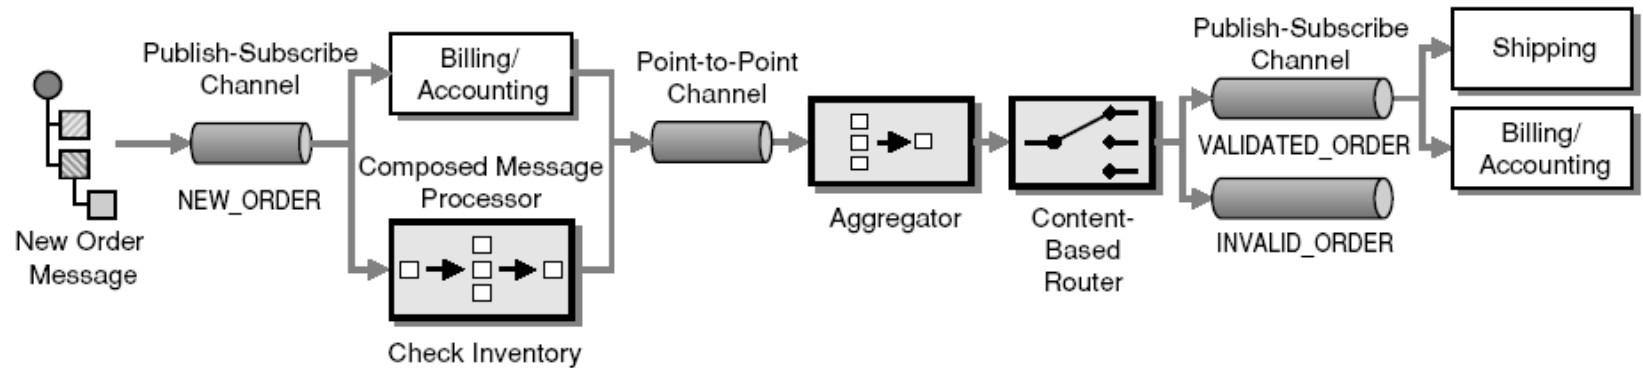 New Order
Message
Publish-Subscribe
Channel
NEW_ORDER
Billing/
Accounting
Composed Message
Processor
Check Inventory
Point-to-Point
Channel
Aggregator
Content-
Based
Router
Publish-Subscribe
Channel
VALIDATED_ORDER
INVALID_ORDER
Shipping
Billing/
Accounting